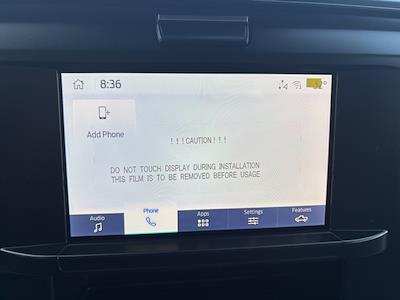 8:36
Add Phone
!!!CAUTION!!!
DO NOT TOUCH DISPLAY DURING INSTALLATION
THIS FILM IS TO BE REMOVED BEFORE USAGE
Audio
Phone
Apps
Settings
Features